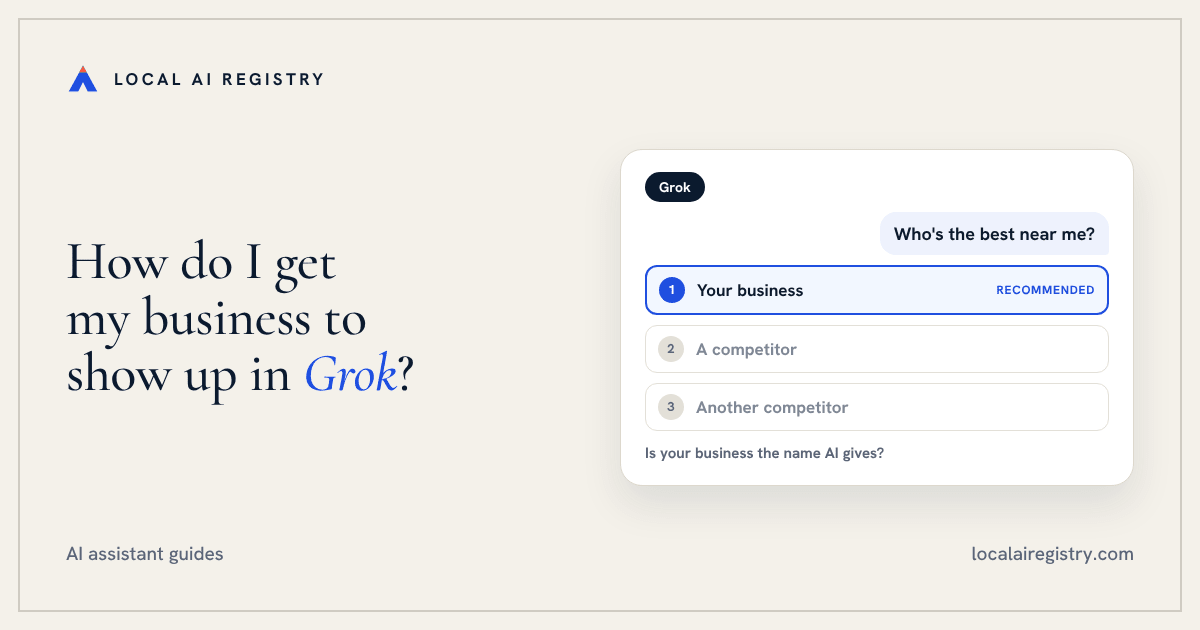 LOCAL AI REGISTRY
How do I get
my business to
show up in Grok?
Grok
Who's the best near me?
1 Your business RECOMMENDED
2 A competitor
3 Another competitor
Is your business the name AI gives?
AI assistant guides
localairegistry.com